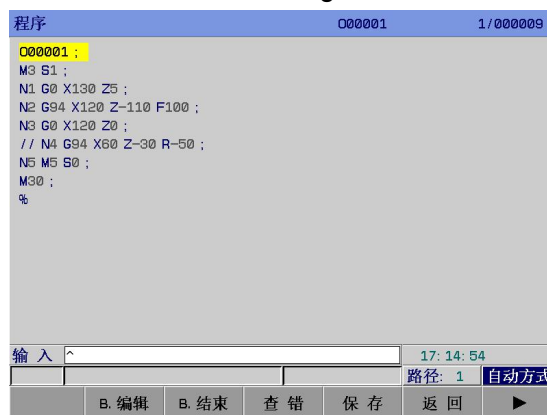 程序 O00001 1/000009
O00001 ;
M3 S1 ;
N1 G0 X130 Z5 ;
N2 G94 X120 Z-110 F100 ;
N3 G0 X120 Z0 ;
// N4 G94 X60 Z-30 R-50 ;
N5 M5 S0 ;
M30 ;
%
输入 ^ 17:14:54
路径: 1 自动方式
B.编辑 B.结束 查错 保存 返回 ▶